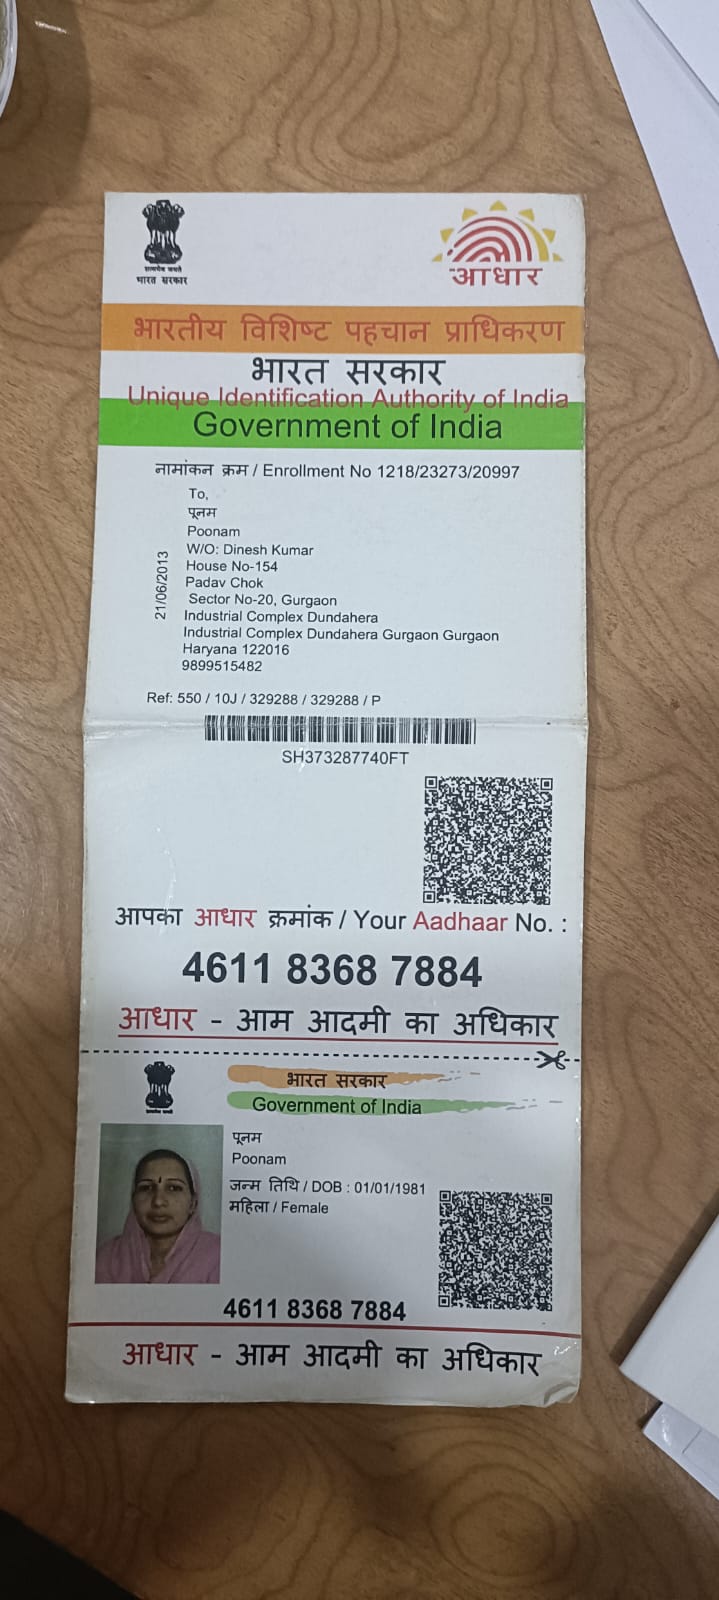 सत्यमेव जयते
भारत सरकार
आधार
भारतीय विशिष्ट पहचान प्राधिकरण
भारत सरकार
Unique Identification Authority of India
Government of India
नामांकन क्रम / Enrollment No 1218/23273/20997
To,
पूनम
Poonam
W/O: Dinesh Kumar
House No-154
Padav Chok
Sector No-20, Gurgaon
Industrial Complex Dundahera
Industrial Complex Dundahera Gurgaon Gurgaon
Haryana 122016
9899515482
21/06/2013
Ref: 550 / 10J / 329288 / 329288 / P
SH373287740FT
आपका आधार क्रमांक / Your Aadhaar No. :
4611 8368 7884
आधार - आम आदमी का अधिकार
भारत सरकार
Government of India
पूनम
Poonam
जन्म तिथि / DOB : 01/01/1981
महिला / Female
4611 8368 7884
आधार - आम आदमी का अधिकार